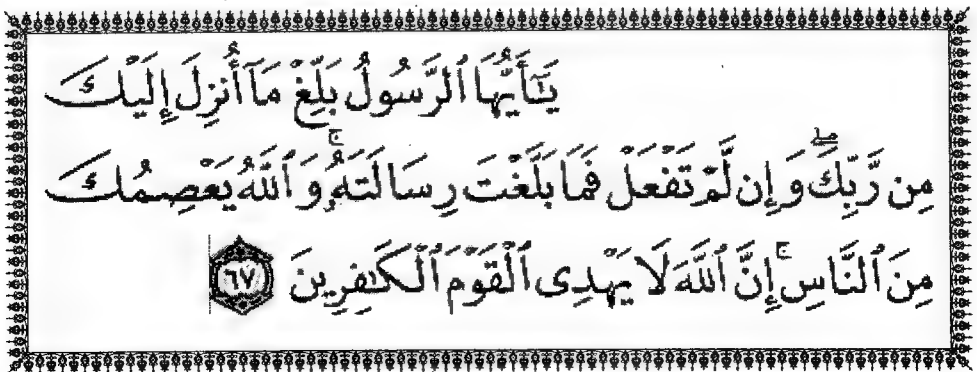 يَٰٓأَيُّهَا ٱلرَّسُولُ بَلِّغْ مَآ أُنزِلَ إِلَيْكَ
مِن رَّبِّكَ ۖ وَإِن لَّمْ تَفْعَلْ فَمَا بَلَّغْتَ رِسَالَتَهُۥ ۚ وَٱللَّهُ يَعْصِمُكَ
مِنَ ٱلنَّاسِ ۚ إِنَّ ٱللَّهَ لَا يَهْدِى ٱلْقَوْمَ ٱلْكَٰفِرِينَ ٦٧